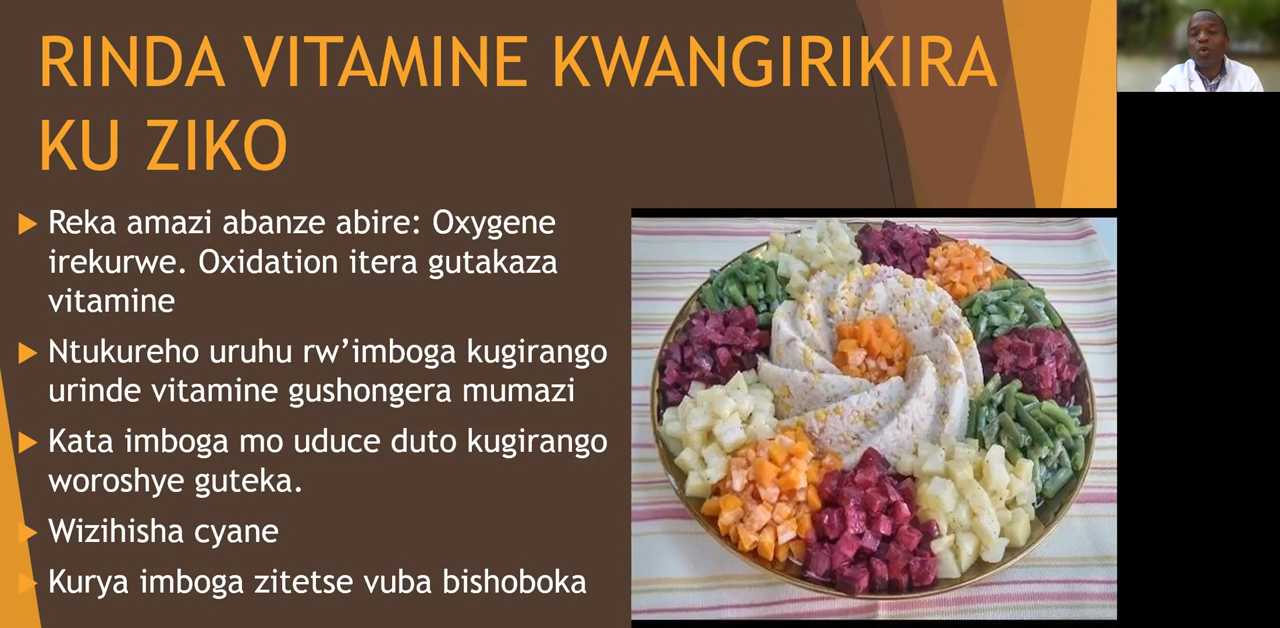 RINDA VITAMINE KWANGIRIKIRA
KU ZIKO
Reka amazi abanze abire: Oxygene
irekurwe. Oxidation itera gutakaza
vitamine
Ntukureho uruhu rw’imboga kugirango
urinde vitamine gushongera mumazi
Kata imboga mo uduce duto kugirango
woroshye guteka.
Wizihisha cyane
Kurya imboga zitetse vuba bishoboka